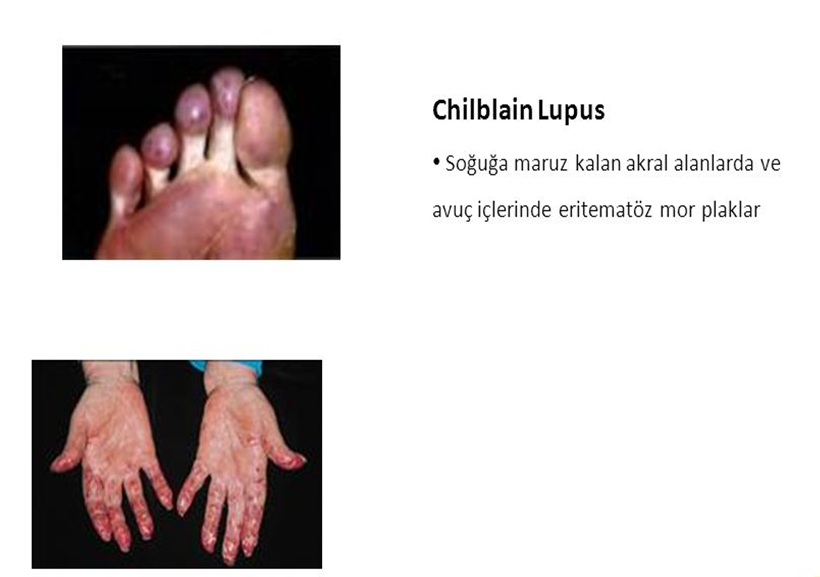 Chilblain Lupus
• Soğuğa maruz kalan akral alanlarda ve
avuç içlerinde eritematöz mor plaklar